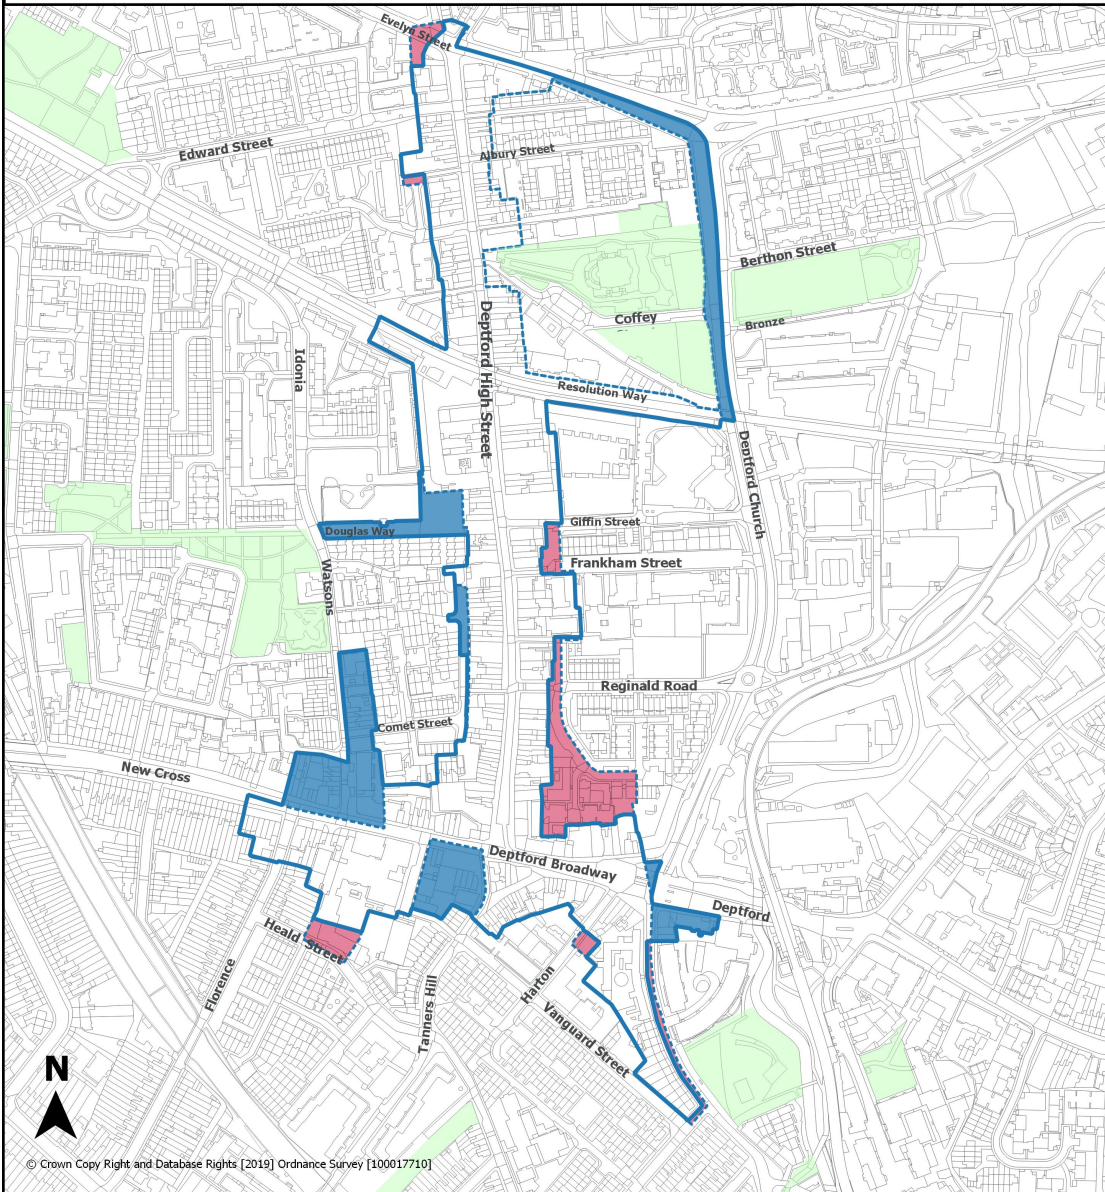 Evelyn Street
Edward Street
Albury Street
Berthon Street
Coffey
Bronze
Deptford High Street
Idonia
Resolution Way
Deptford Church
Giffin Street
Douglas Way
Frankham Street
Watsons
Reginald Road
Comet Street
New Cross
Deptford Broadway
Deptford
Heald Street
Florence
Harton
Tanners Hill
Vanguard Street
N
© Crown Copy Right and Database Rights [2019] Ordnance Survey [100017710]